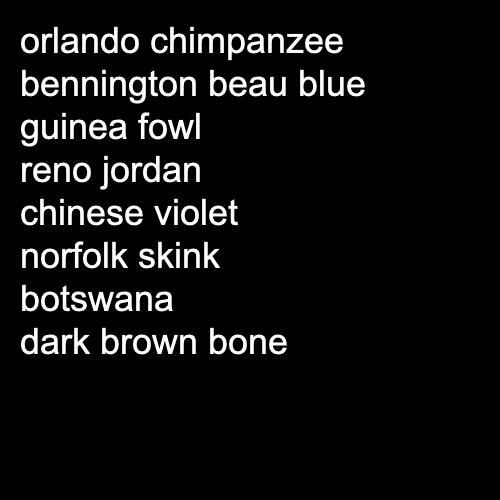 orlando chimpanzee
bennington beau blue
guinea fowl
reno jordan
chinese violet
norfolk skink
botswana
dark brown bone